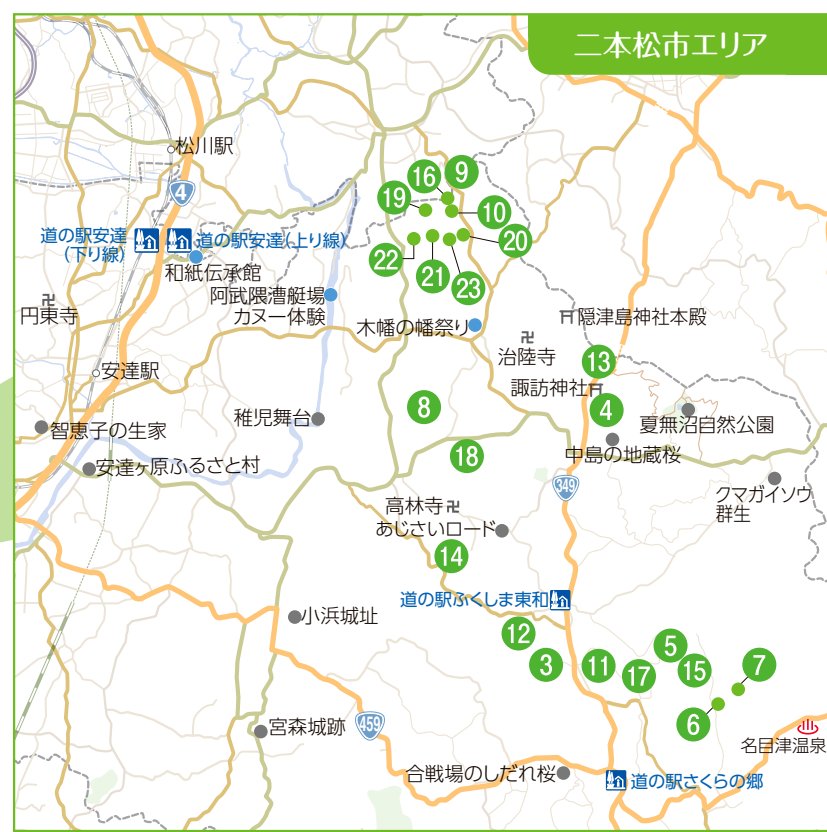 二本松市エリア
松川駅
4
16
9
19
10
20
22
21
23
道の駅安達
(下り線)
道の駅安達(上り線)
和紙伝承館
阿武隈漕艇場
カヌー体験
円東寺
木幡の幡祭り
隠津島神社本殿
治陸寺
13
安達駅
諏訪神社
8
4
稚児舞台
夏無沼自然公園
智恵子の生家
中島の地蔵桜
安達ヶ原ふるさと村
18
349
クマガイソウ
群生
高林寺
あじさいロード
14
道の駅ふくしま東和
小浜城址
12
3
11
5
17
15
7
6
459
宮森城跡
名目津温泉
合戦場のしだれ桜
道の駅さくらの郷